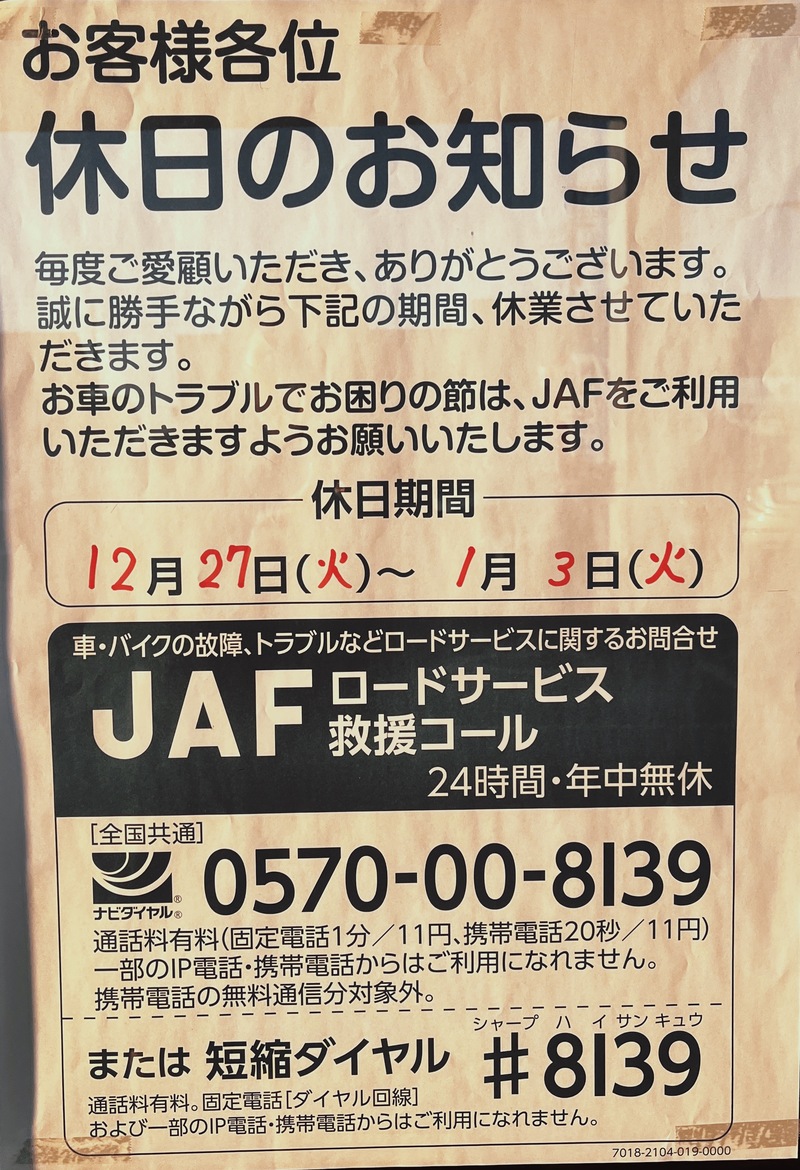 お客様各位
休日のお知らせ
毎度ご愛顧いただき、ありがとうございます。
誠に勝手ながら下記の期間、休業させていた
だきます。
お車のトラブルでお困りの節は、JAFをご利用
いただきますようお願いいたします。
休日期間
12月27日(火)～ 1月 3日(火)
車・バイクの故障、トラブルなどロードサービスに関するお問合せ
JAF ロードサービス
救援コール
24時間・年中無休
[全国共通]
ナビダイヤル® 0570-00-8139
通話料有料(固定電話1分／11円、携帯電話20秒／11円)
一部のIP電話・携帯電話からはご利用になれません。
携帯電話の無料通信分対象外。
シャープ ハ イ サン キュウ
または 短縮ダイヤル #8139
通話料有料。固定電話[ダイヤル回線]
および一部のIP電話・携帯電話からはご利用になれません。
7018-2104-019-0000